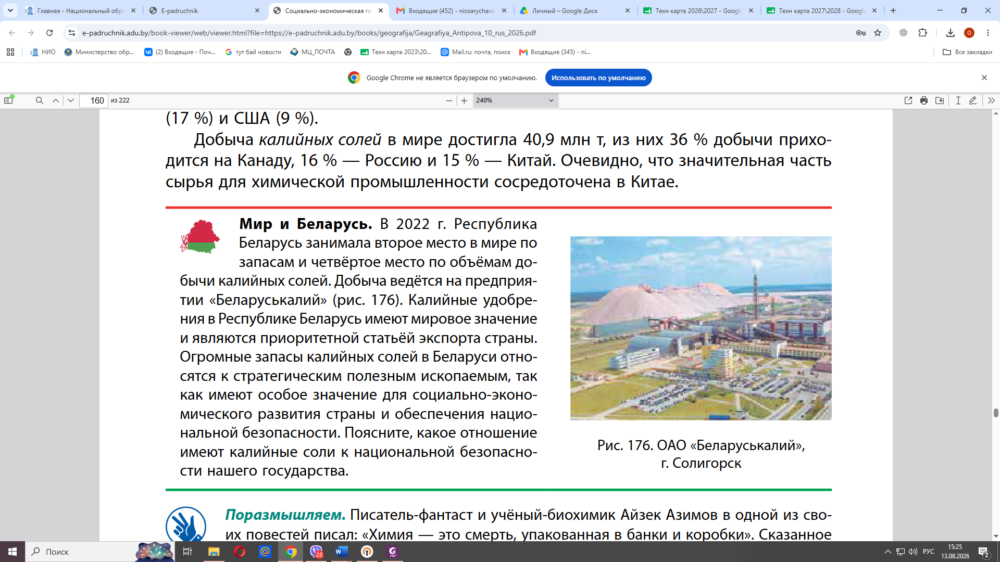 Главная - Национальный обра
E-padruchnik
Социально-экономическая ге
Входящие (452) - niosarychava
Личный – Google Диск
Техн карта 2026\2027 - Google
Техн карта 2027\2028 - Google
e-padruchnik.adu.by/book-viewer/web/viewer.html?file=https://e-padruchnik.adu.by/books/geografija/Geagrafiya_Antipova_10_rus_2026.pdf
О
НИО
Министерство обр...
(2) Входящие - Поч...
тут бай новости
МЦ_ПОЧТА
Техн карта 2023\20...
Mail.ru: почта, поиск
Входящие (345) - ni...
Все закладки
Google Chrome не является браузером по умолчанию.
Использовать по умолчанию
160 из 222
240%
(17 %) и США (9 %).
Добыча калийных солей в мире достигла 40,9 млн т, из них 36 % добычи прихо-
дится на Канаду, 16 % — Россию и 15 % — Китай. Очевидно, что значительная часть
сырья для химической промышленности сосредоточена в Китае.
Мир и Беларусь. В 2022 г. Республика
Беларусь занимала второе место в мире по
запасам и четвёртое место по объёмам до-
бычи калийных солей. Добыча ведётся на предприя-
тии «Беларуськалий» (рис. 176). Калийные удобре-
ния в Республике Беларусь имеют мировое значение
и являются приоритетной статьёй экспорта страны.
Огромные запасы калийных солей в Беларуси отно-
сятся к стратегическим полезным ископаемым, так
как имеют особое значение для социально-эконо-
мического развития страны и обеспечения нацио-
нальной безопасности. Поясните, какое отношение
имеют калийные соли к национальной безопасно-
сти нашего государства.
Рис. 176. ОАО «Беларуськалий»,
г. Солигорск
Поразмышляем. Писатель-фантаст и учёный-биохимик Айзек Азимов в одной из сво-
их повестей писал: «Химия — это смерть, упакованная в банки и коробки». Сказанное
Поиск
28
PDF
РУС
15:25
13.08.2026
2